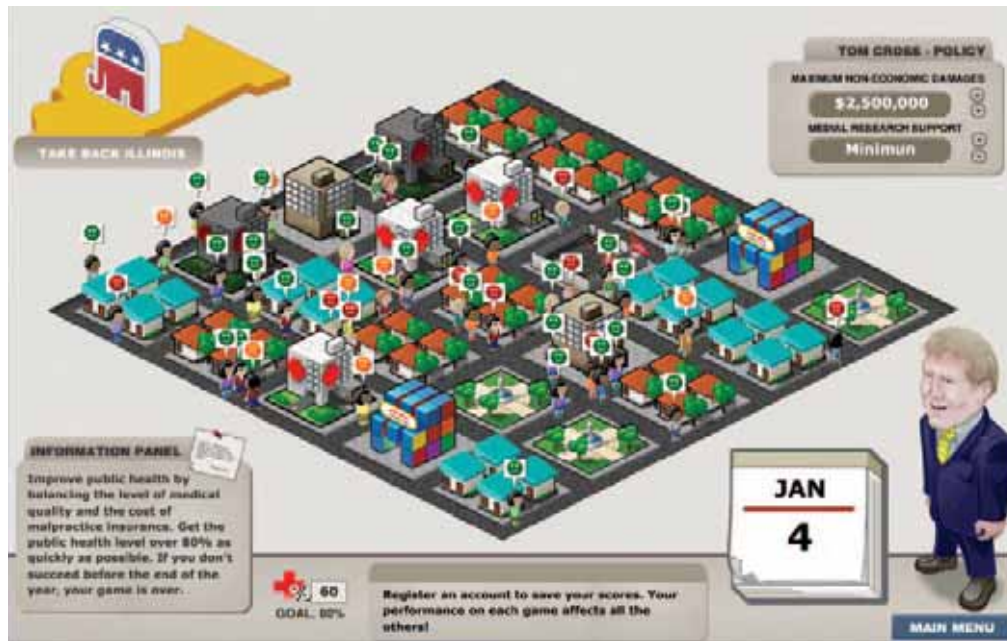 TAKE BACK ILLINOIS
TOM CROSS - POLICY
MAXIMUM NON-ECONOMIC DAMAGES
$2,500,000
MEDIAL RESEARCH SUPPORT
Minimun
INFORMATION PANEL
Improve public health by
balancing the level of medical
quality and the cost of
malpractice insurance. Get the
public health level over 80% as
quickly as possible. If you don't
succeed before the end of the
year, your game is over.
% 60
GOAL. 80%
Register an account to save your scores. Your
performance on each game affects all the
others!
JAN
4
MAIN MENU